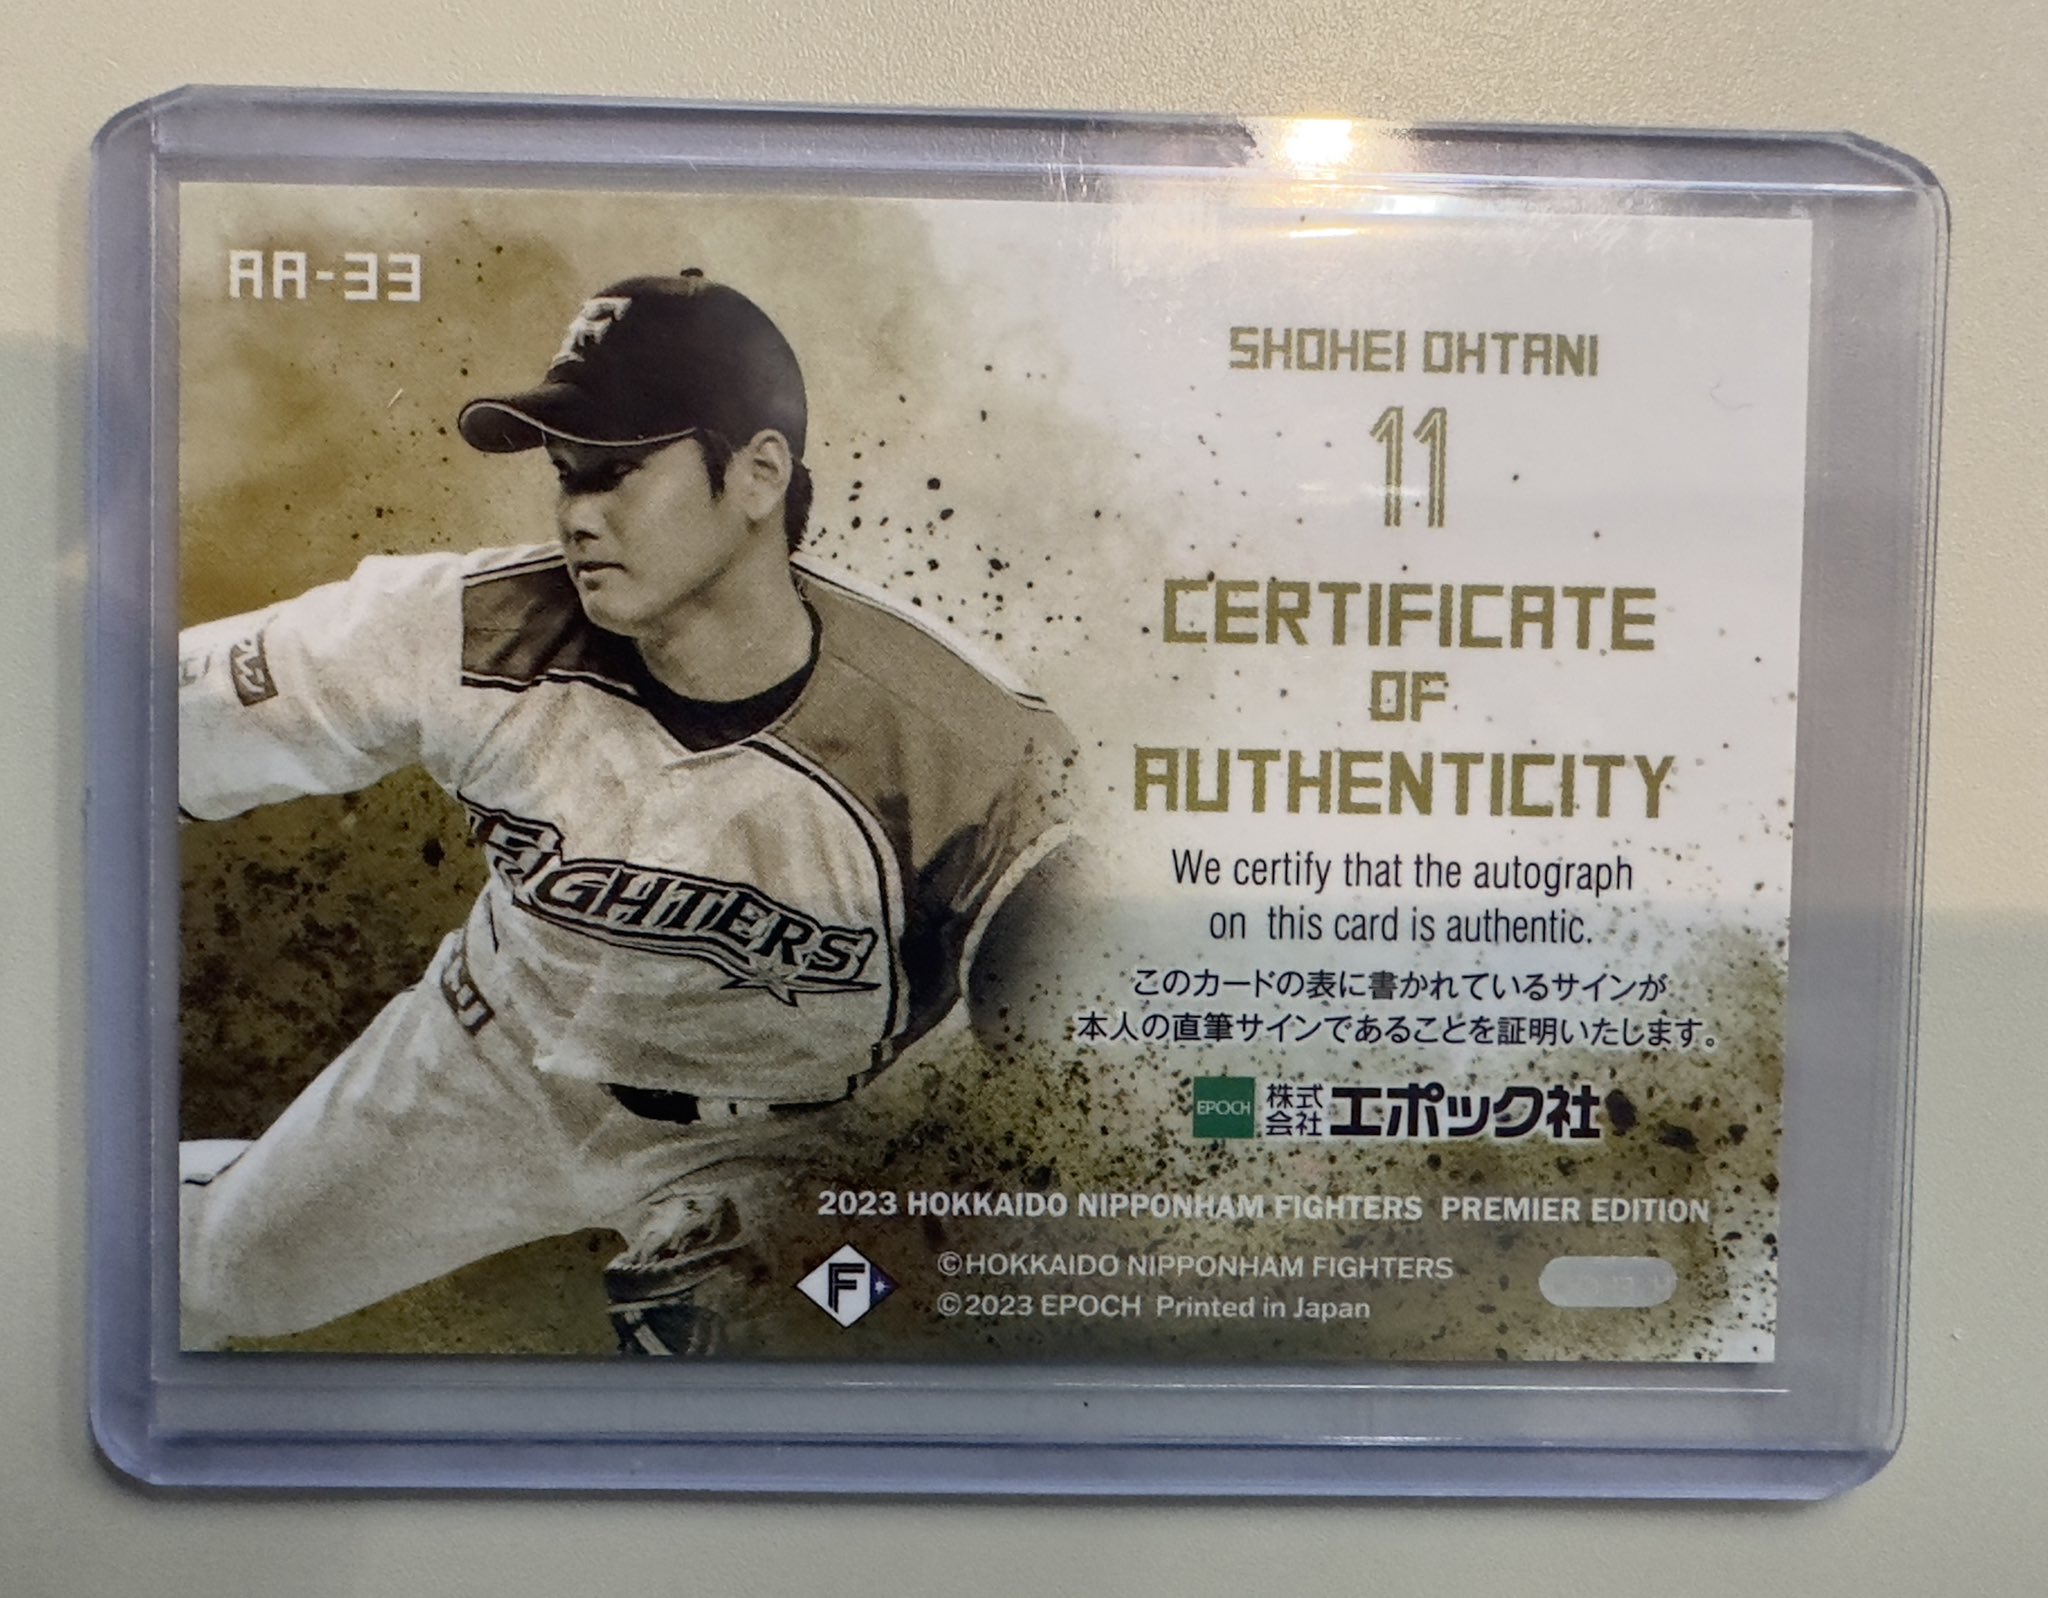 AA-33
SHOHEI OHTANI
11
CERTIFICATE
OF
AUTHENTICITY
We certify that the autograph
on this card is authentic.
このカードの表に書かれているサインが
本人の直筆サインであることを証明いたします。
EPOCH 株式会社 エポック社
2023 HOKKAIDO NIPPONHAM FIGHTERS PREMIER EDITION
F
©HOKKAIDO NIPPONHAM FIGHTERS
©2023 EPOCH Printed in Japan
FIGHTERS